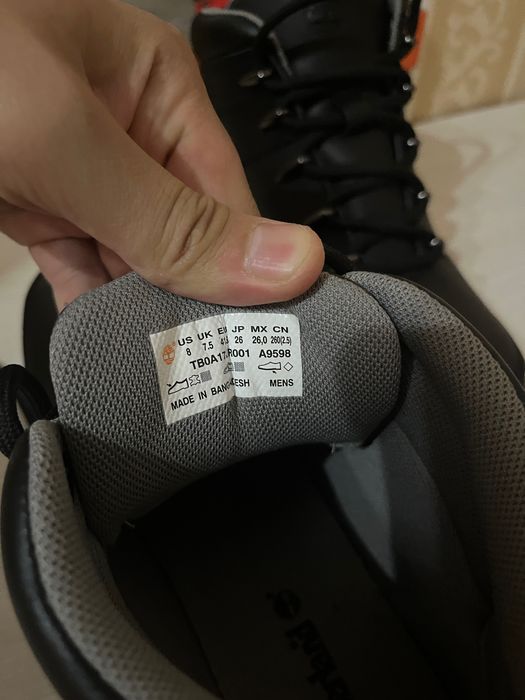 US UK EU JP MX CN
8 7.5 26 26,0 260(2.5)
A9598
MADE IN MENS